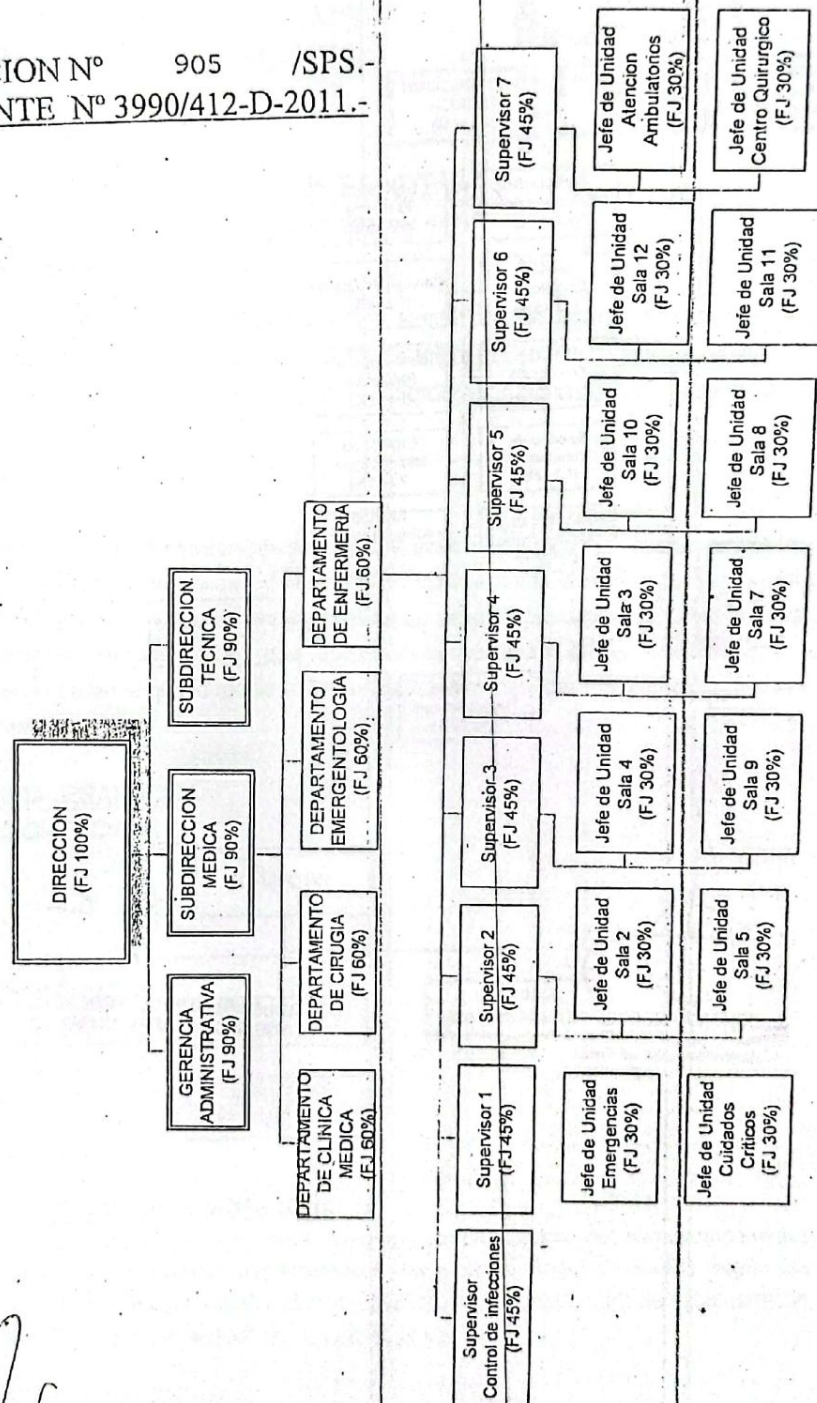 CION Nº 905 /SPS.-
NTE Nº 3990/412-D-2011.-
DIRECCION
(FJ 100%)
GERENCIA
ADMINISTRATIVA
(FJ 90%)
SUBDIRECCION
MEDICA
(FJ 90%)
SUBDIRECCION
TECNICA
(FJ 90%)
DEPARTAMENTO
DE CLINICA
MEDICA
(FJ 60%)
DEPARTAMENTO
DE CIRUGIA
(FJ 60%)
DEPARTAMENTO
EMERGENTOLOGIA
(FJ 60%)
DEPARTAMENTO
DE ENFERMERIA
(FJ 60%)
Supervisor
Control de Infecciones
(FJ 45%)
Supervisor 1
(FJ 45%)
Supervisor 2
(FJ 45%)
Supervisor 3
(FJ 45%)
Supervisor 4
(FJ 45%)
Supervisor 5
(FJ 45%)
Supervisor 6
(FJ 45%)
Supervisor 7
(FJ 45%)
Jefe de Unidad
Emergencias
(FJ 30%)
Jefe de Unidad
Sala 2
(FJ 30%)
Jefe de Unidad
Sala 4
(FJ 30%)
Jefe de Unidad
Sala 3
(FJ 30%)
Jefe de Unidad
Sala 10
(FJ 30%)
Jefe de Unidad
Sala 12
(FJ 30%)
Jefe de Unidad
Atencion
Ambulatorios
(FJ 30%)
Jefe de Unidad
Cuidados
Criticos
(FJ 30%)
Jefe de Unidad
Sala 5
(FJ 30%)
Jefe de Unidad
Sala 9
(FJ 30%)
Jefe de Unidad
Sala 7
(FJ 30%)
Jefe de Unidad
Sala 8
(FJ 30%)
Jefe de Unidad
Sala 11
(FJ 30%)
Jefe de Unidad
Centro Quirurgico
(FJ 30%)